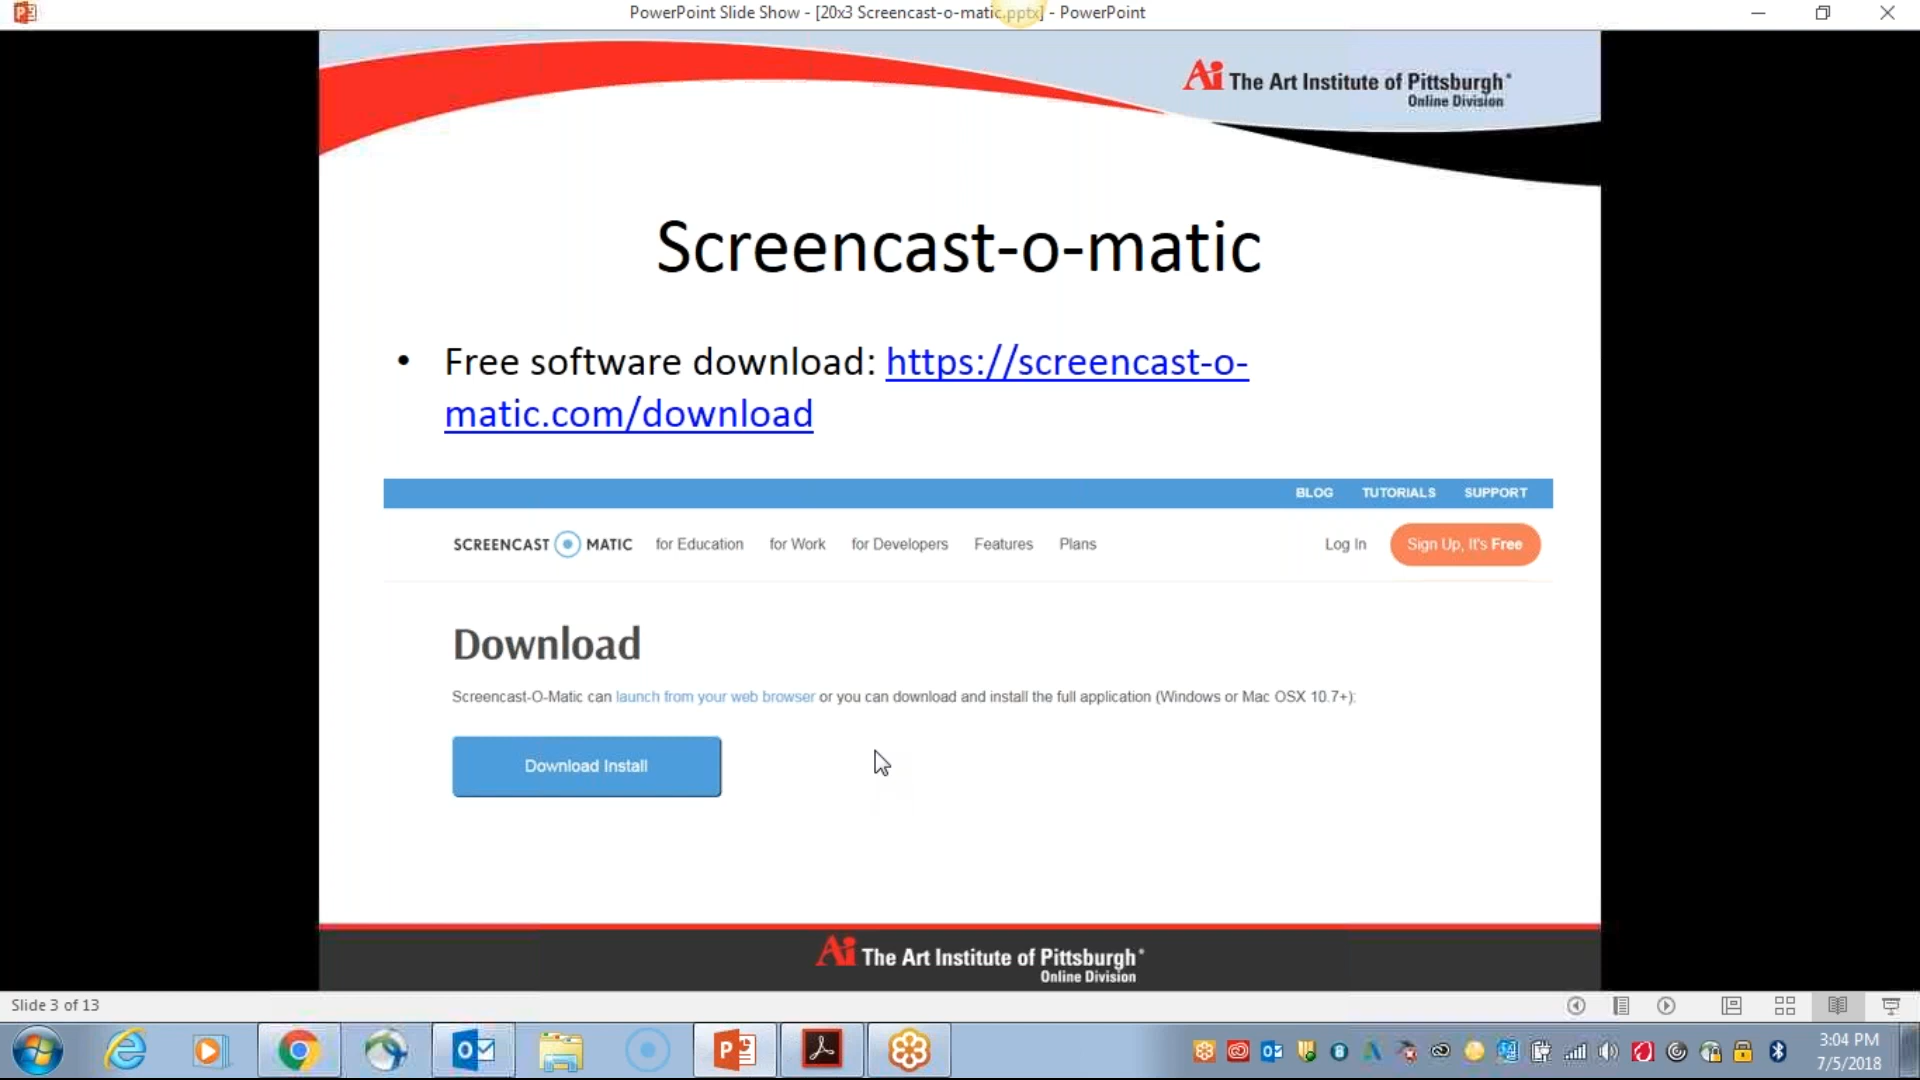 PowerPoint Slide Show - [20x3 Screencast-o-matic.pptx] - PowerPoint
Ai The Art Institute of Pittsburgh®
Online Division
Screencast-o-matic
• Free software download: https://screencast-o-
matic.com/download
BLOG TUTORIALS SUPPORT
SCREENCAST MATIC for Education for Work for Developers Features Plans Log In Sign Up, It's Free
Download
Screencast-O-Matic can launch from your web browser or you can download and install the full application (Windows or Mac OSX 10.7+):
Download Install
Ai The Art Institute of Pittsburgh®
Online Division
Slide 3 of 13
3:04 PM
7/5/2018